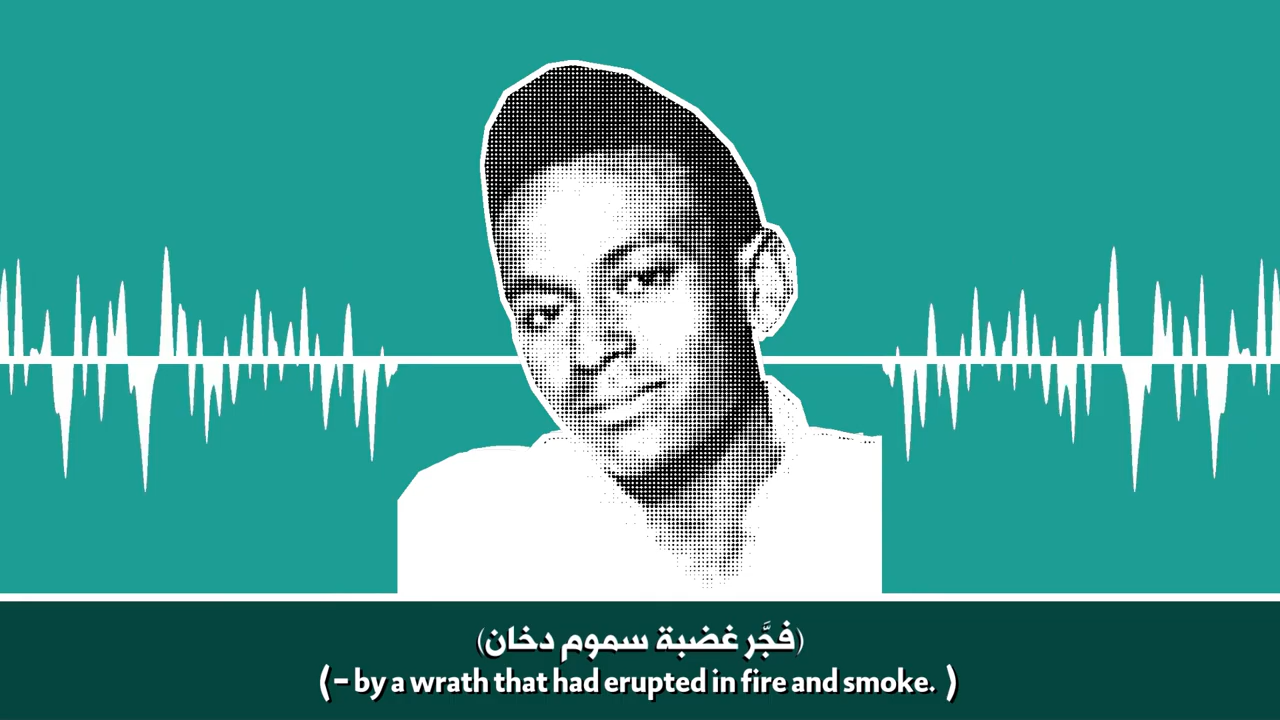 (فجَّر غضبة سموم دخان)
(- by a wrath that had erupted in fire and smoke. )